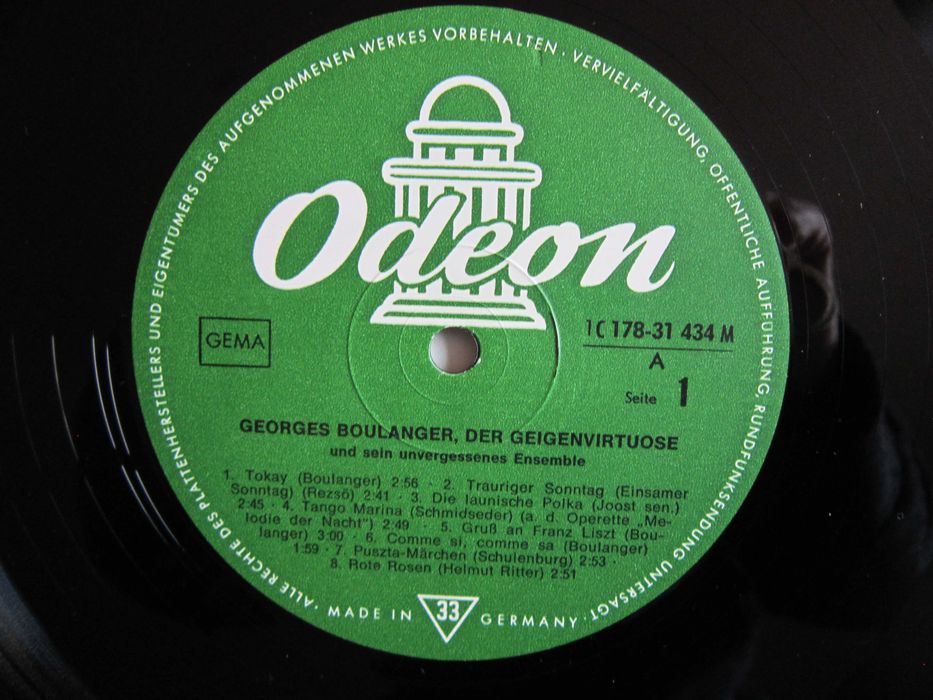 ALLE RECHTE DES PLATTENHERSTELLERS UND EIGENTÜMERS DES AUFGENOMMENEN WERKES VORBEHALTEN · VERVIELFÄLTIGUNG, ÖFFENTLICHE AUFFÜHRUNG, RUNDFUNKSENDUNG UNTERSAGT ·
Odeon
GEMA
1C 178-31 434 M
A
Seite 1
GEORGES BOULANGER, DER GEIGENVIRTUOSE
und sein unvergessenes Ensemble
1. Tokay (Boulanger) 2:56 · 2. Trauriger Sonntag (Einsamer
Sonntag) (Rezsö) 2:41 · 3. Die launische Polka (Joost sen.)
2:45 · 4. Tango Marina (Schmidseder) (a. d. Operette „Me-
lodie der Nacht") 2:49 · 5. Gruß an Franz Liszt (Bou-
langer) 3:00 · 6. Comme si, comme sa (Boulanger)
1:59 · 7. Puszta-Märchen (Schulenburg) 2:53 ·
8. Rote Rosen (Helmut Ritter) 2:51
MADE IN 33 GERMANY